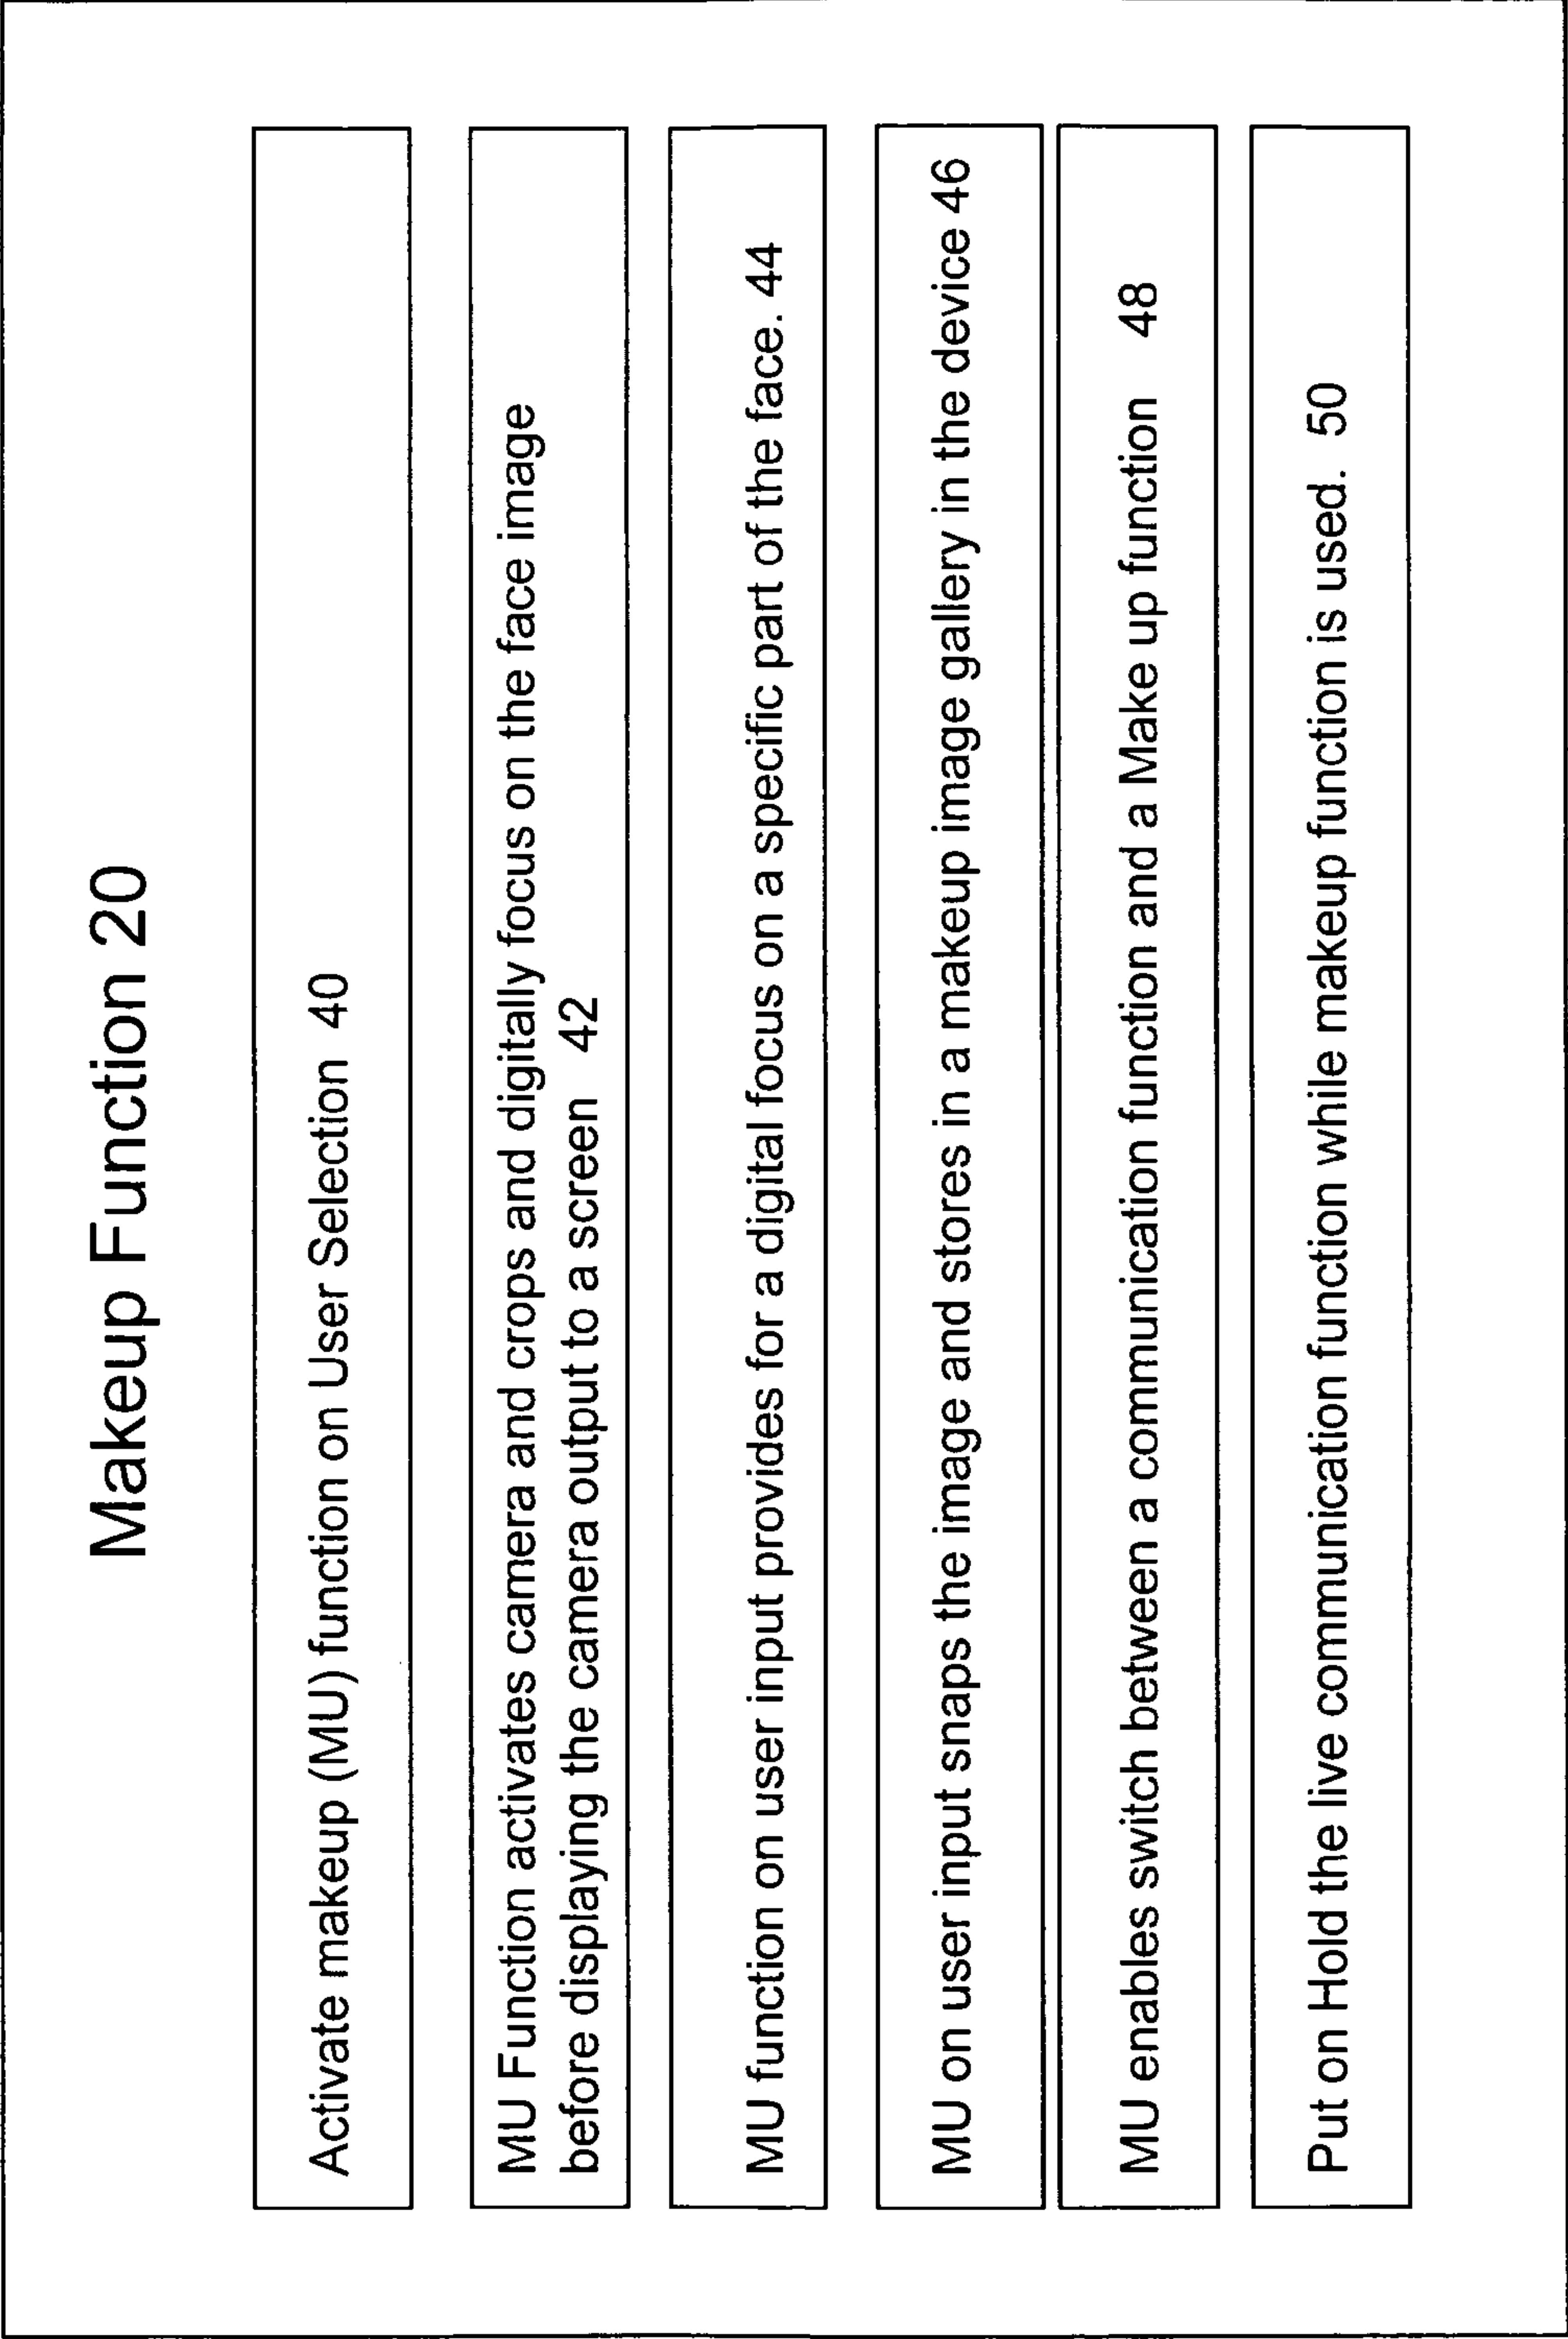 Makeup Function 20
Activate makeup (MU) function on User Selection 40
MU Function activates camera and crops and digitally focus on the face image
before displaying the camera output to a screen 42
MU function on user input provides for a digital focus on a specific part of the face. 44
MU on user input snaps the image and stores in a makeup image gallery in the device 46
MU enables switch between a communication function and a Make up function 48
Put on Hold the live communication function while makeup function is used. 50